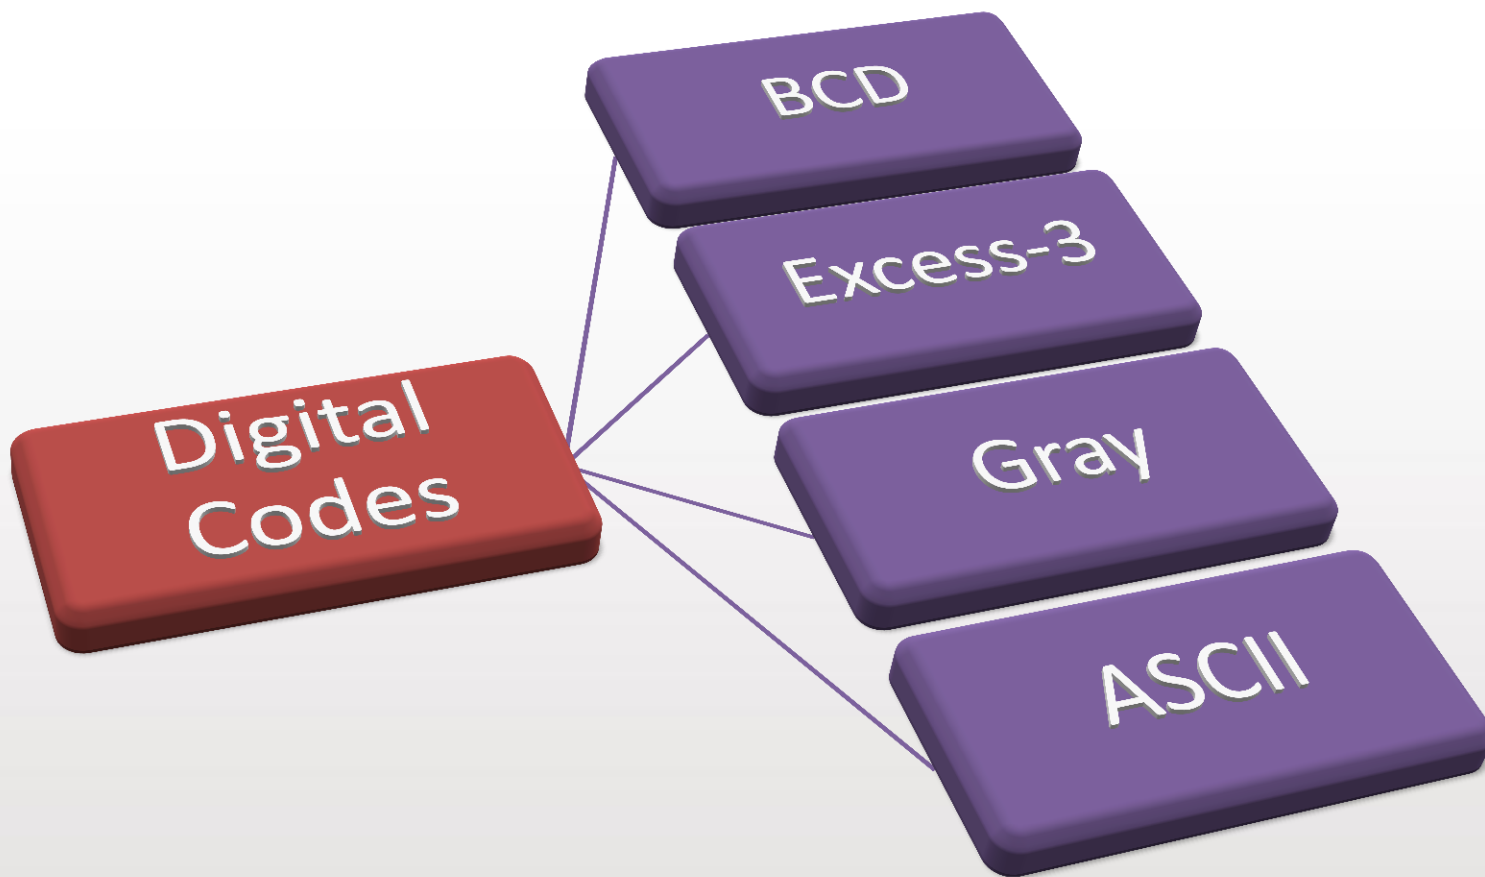 Digital
Codes
BCD
Excess-3
Gray
ASCII